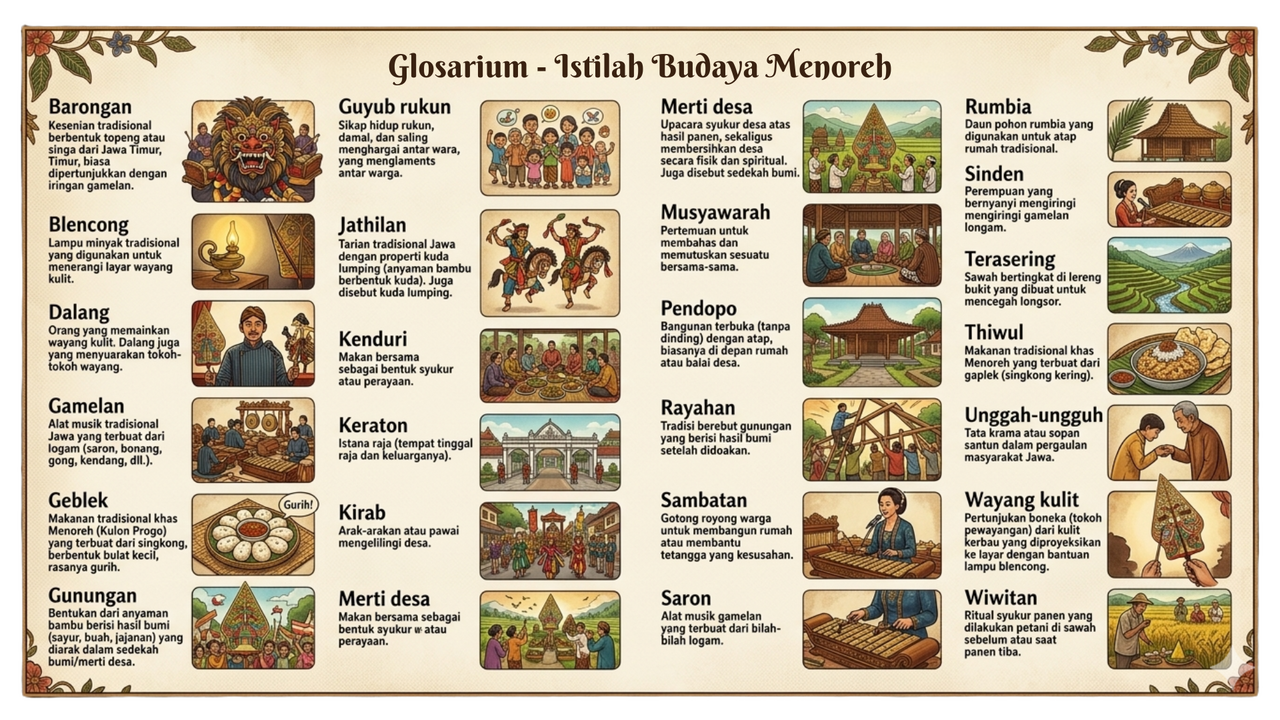 Glosarium - Istilah Budaya Menoreh
Barongan
Kesenian tradisional
berbentuk topeng atau
singa dari Jawa Timur,
Timur, biasa
dipertunjukkan dengan
iringan gamelan.
Blencong
Lampu minyak tradisional
yang digunakan untuk
menerangi layar wayang
kulit.
Dalang
Orang yang memainkan
wayang kulit. Dalang juga
yang menyuarakan tokoh-
tokoh wayang.
Gamelan
Alat musik tradisional
Jawa yang terbuat dari
logam (saron, bonang,
gong, kendang, dll.).
Geblek
Makanan tradisional khas
Menoreh (Kulon Progo)
yang terbuat dari singkong,
berbentuk bulat kecil,
rasanya gurih.
Gurih!
Gunungan
Bentukan dari anyaman
bambu berisi hasil bumi
(sayur, buah, jajanan) yang
diarak dalam sedekah
bumi/merti desa.
Guyub rukun
Sikap hidup rukun,
damal, dan saling
menghargai antar wara,
yang menglaments
antar warga.
Jathilan
Tarian tradisional Jawa
dengan properti kuda
lumping (anyaman bambu
berbentuk kuda). Juga
disebut kuda lumping.
Kenduri
Makan bersama
sebagai bentuk syukur
atau perayaan.
Keraton
Istana raja (tempat tinggal
raja dan keluarganya).
Kirab
Arak-arakan atau pawai
mengelilingi desa.
Merti desa
Makan bersama sebagai
bentuk syukur atau
perayaan.
Merti desa
Upacara syukur desa atas
hasil panen, sekaligus
membersihkan desa
secara fisik dan spiritual.
Juga disebut sedekah bumi.
Musyawarah
Pertemuan untuk
membahas dan
memutuskan sesuatu
bersama-sama.
Pendopo
Bangunan terbuka (tanpa
dinding) dengan atap,
biasanya di depan rumah
atau balai desa.
Rayahan
Tradisi berebut gunungan
yang berisi hasil bumi
setelah didoakan.
Sambatan
Gotong royong warga
untuk membangun rumah
atau membantu
tetangga yang kesusahan.
Saron
Alat musik gamelan
yang terbuat dari bilah-
bilah logam.
Rumbia
Daun pohon rumbia yang
digunakan untuk atap
rumah tradisional.
Sinden
Perempuan yang
bernyanyi mengiringi
mengiringi gamelan
longam.
Terasering
Sawah bertingkat di lereng
bukit yang dibuat untuk
mencegah longsor.
Thiwul
Makanan tradisional khas
Menoreh yang terbuat dari
gaplek (singkong kering).
Unggah-ungguh
Tata krama atau sopan
santun dalam pergaulan
masyarakat Jawa.
Wayang kulit
Pertunjukan boneka (tokoh
pewayangan) dari kulit
kerbau yang diproyeksikan
ke layar dengan bantuan
lampu blencong.
Wiwitan
Ritual syukur panen yang
dilakukan petani di sawah
sebelum atau saat
panen tiba.